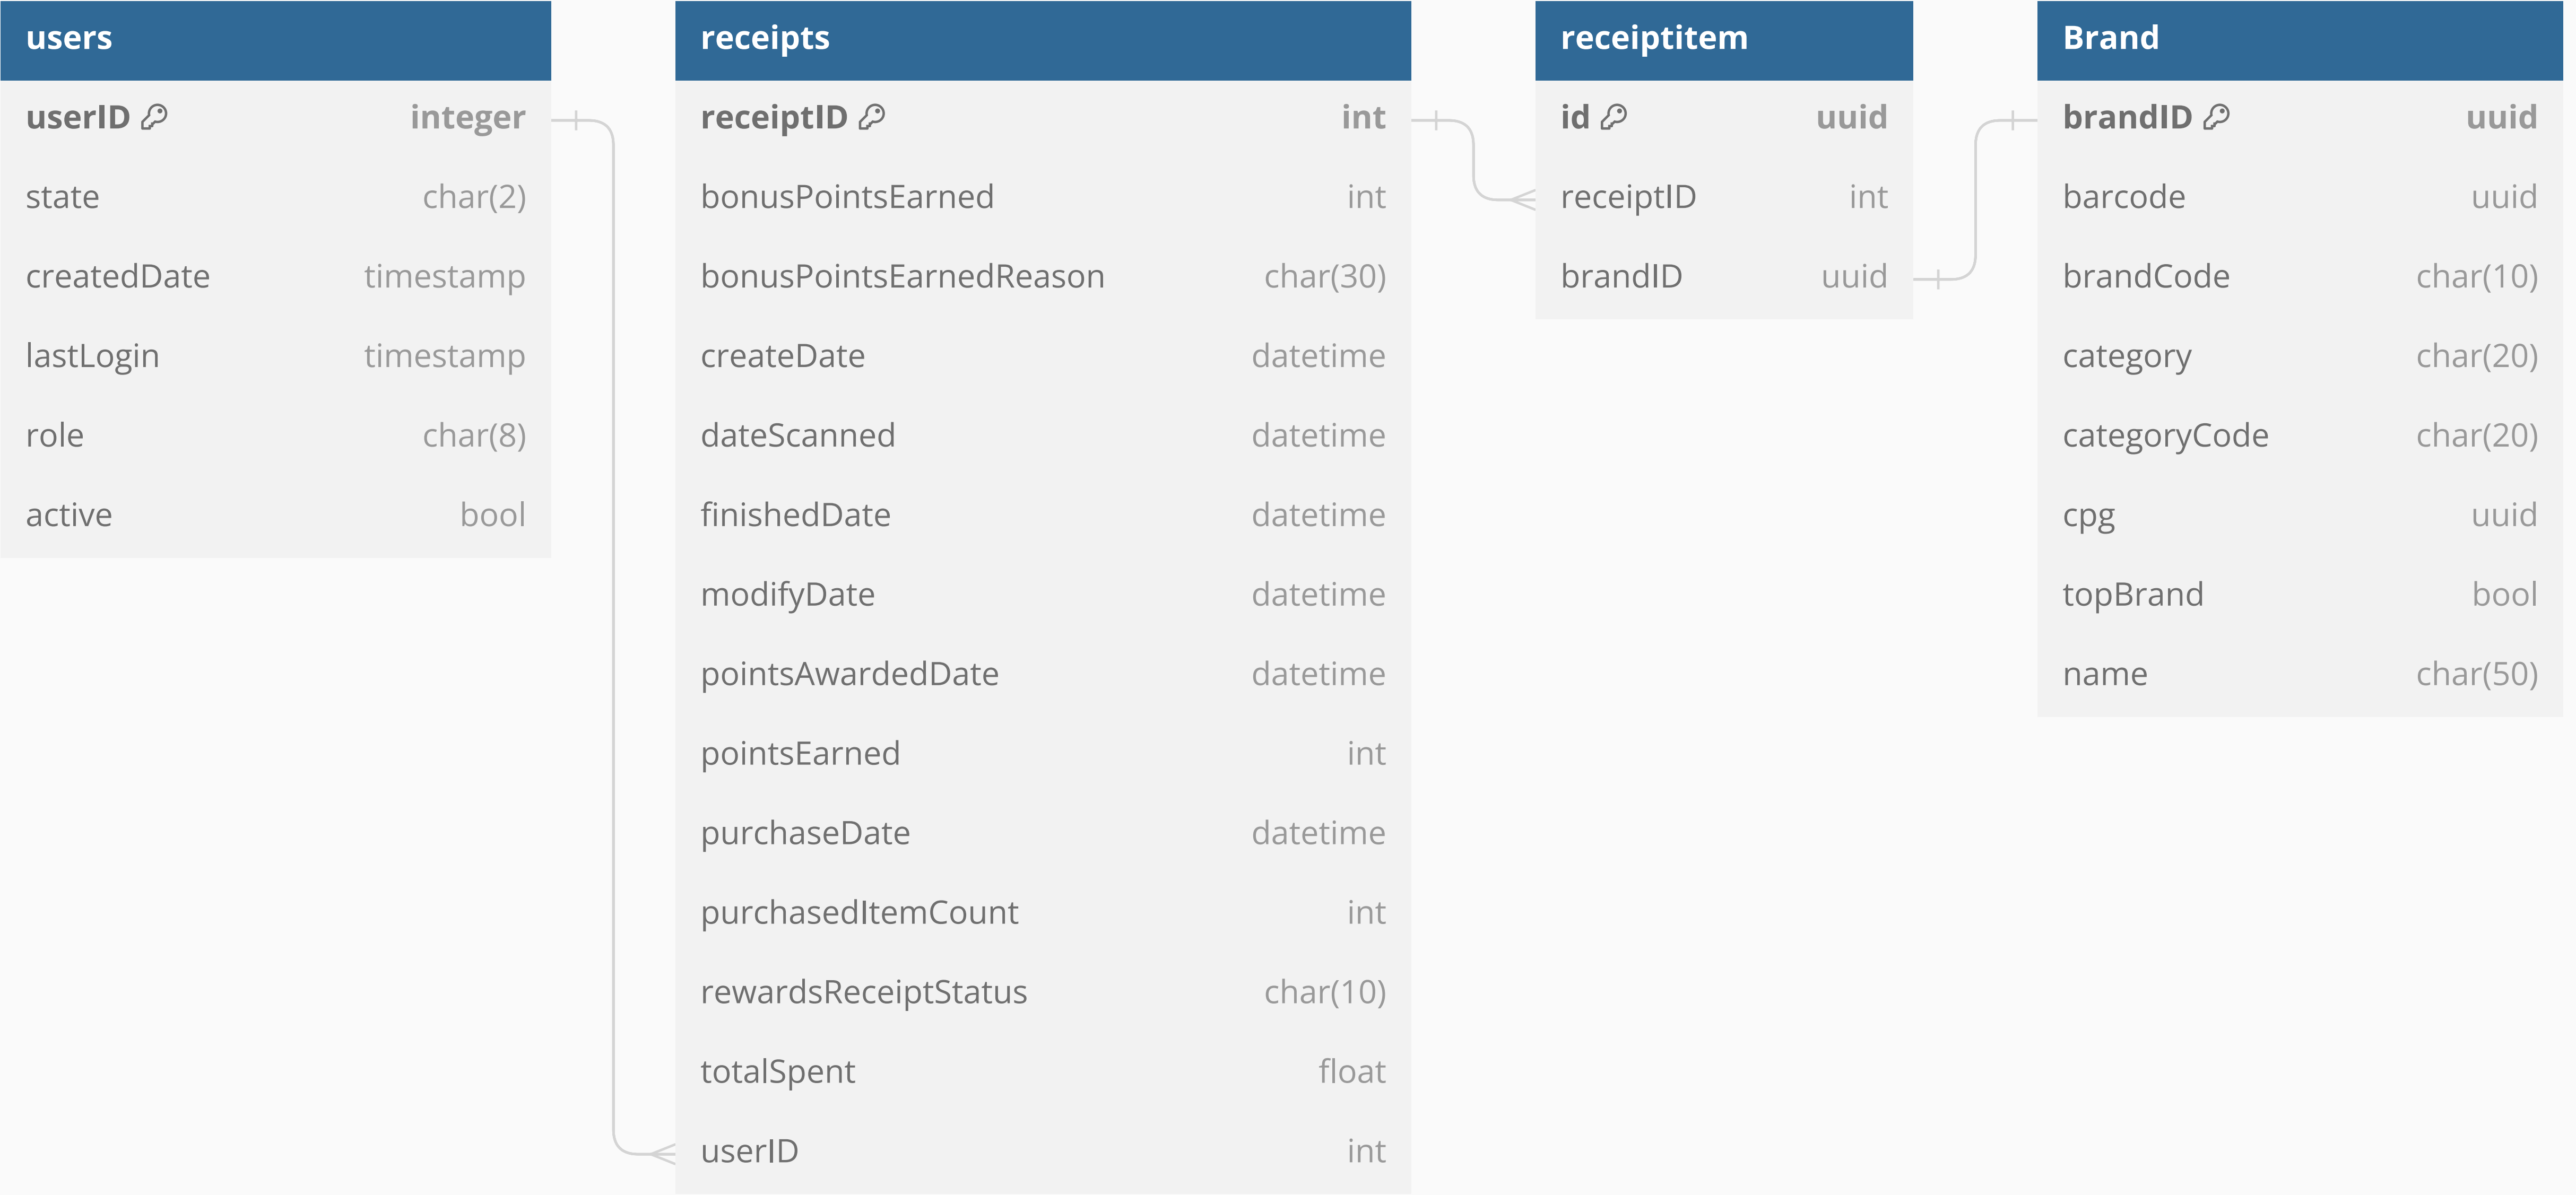 users
userID integer
state char(2)
createdDate timestamp
lastLogin timestamp
role char(8)
active bool
receipts
receiptID int
bonusPointsEarned int
bonusPointsEarnedReason char(30)
createDate datetime
dateScanned datetime
finishedDate datetime
modifyDate datetime
pointsAwardedDate datetime
pointsEarned int
purchaseDate datetime
purchasedItemCount int
rewardsReceiptStatus char(10)
totalSpent float
userID int
receiptitem
id uuid
receiptID int
brandID uuid
Brand
brandID uuid
barcode uuid
brandCode char(10)
category char(20)
categoryCode char(20)
cpg uuid
topBrand bool
name char(50)